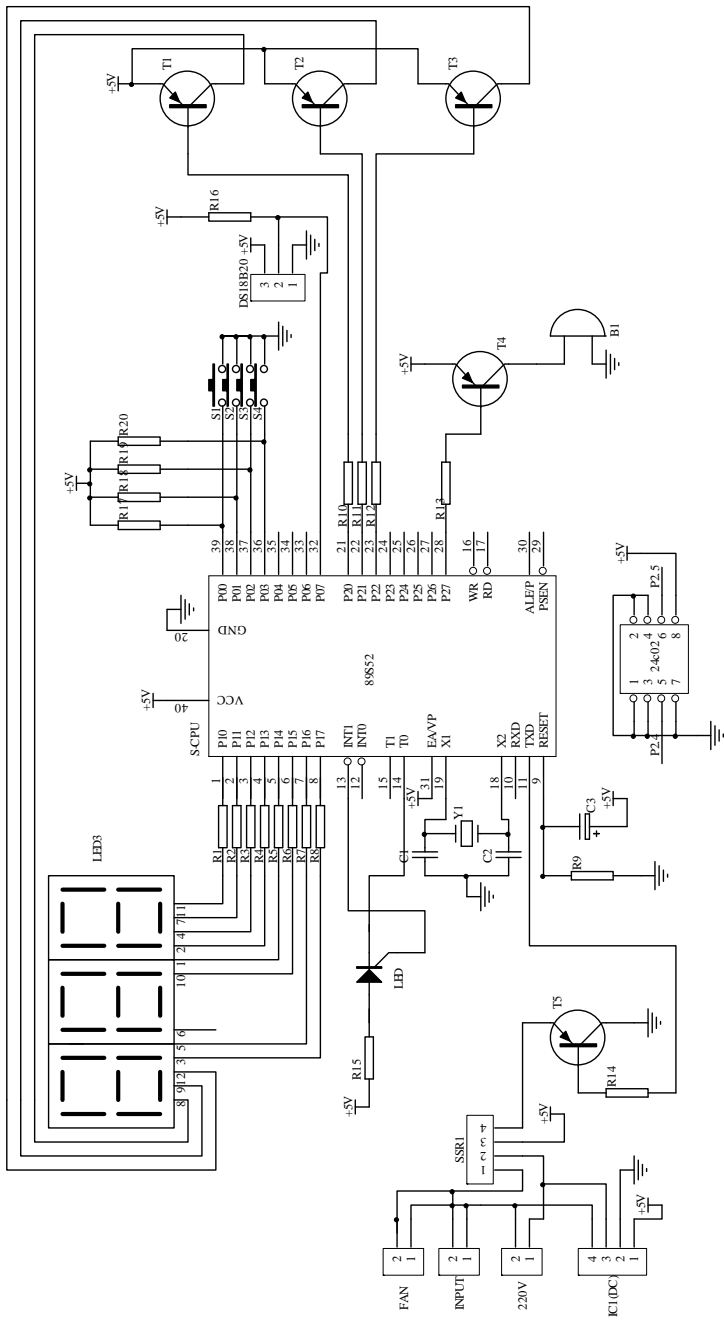 +5V
T1
T2
T3
+5V
R16
+5V
DS18B20
3
2
1
+5V
R17
R18
R19
R20
S1
S2
S3
S4
+5V
T4
B1
R10
R11
R12
R13
39
38
37
36
35
34
33
32
21
22
23
24
25
26
27
28
16
17
30
29
P00
P01
P02
P03
P04
P05
P06
P07
P20
P21
P22
P23
P24
P25
P26
P27
WR
RD
ALE/P
PSEN
20
GND
89S52
+5V
40
VCC
S-CPU
P10
P11
P12
P13
P14
P15
P16
P17
INT1
INT0
T1
T0
EA/VP
X1
X2
RXD
TXD
RESET
1
2
3
4
5
6
7
8
13
12
15
14
31
19
18
10
11
9
+5V
R1
R2
R3
R4
R5
R6
R7
R8
C1
Y1
C2
C3
+
+5V
R9
+5V
P2.5
2
4
6
8
24c02
1
3
5
7
P2.4
LED3
11
7
4
2
1
10
6
5
3
12
9
8
LED
R15
+5V
T5
R14
SSR1
4
3
2
1
+5V
+5V
2
1
2
1
2
1
4
3
2
1
FAN
INPUT
220V
IC1(DC)